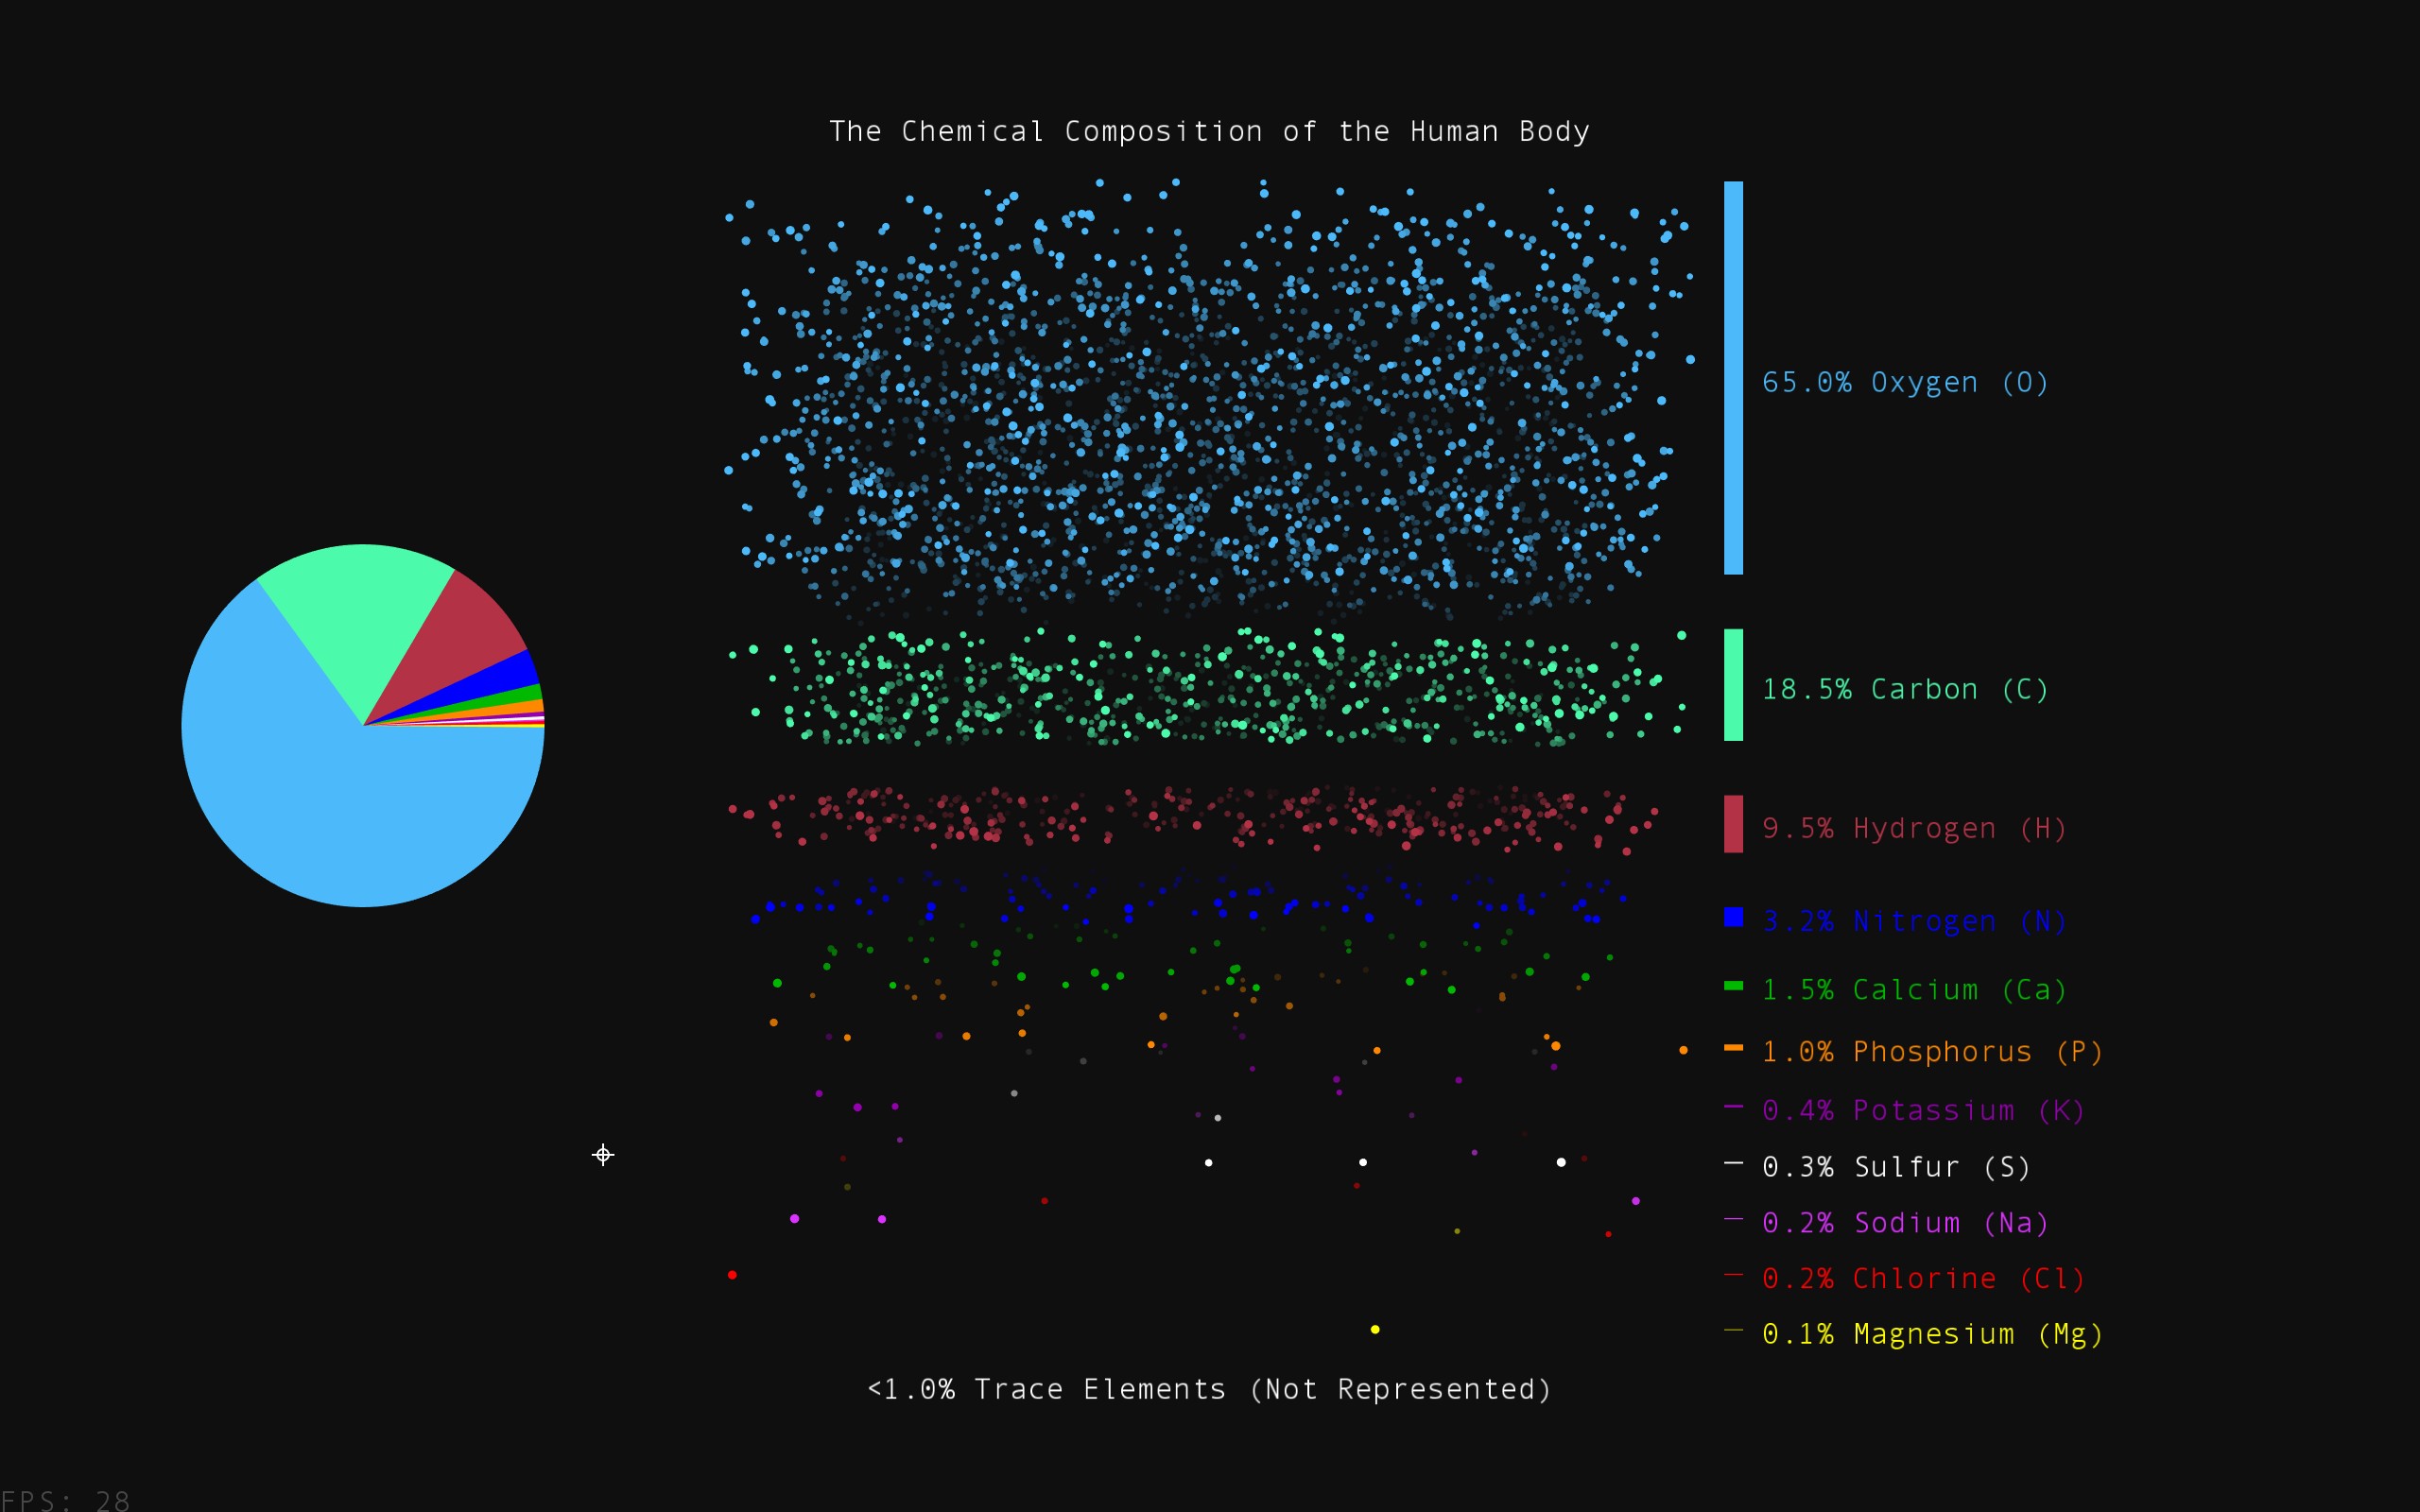 The Chemical Composition of the Human Body
65.0% Oxygen (O)
18.5% Carbon (C)
9.5% Hydrogen (H)
3.2% Nitrogen (N)
1.5% Calcium (Ca)
1.0% Phosphorus (P)
0.4% Potassium (K)
0.3% Sulfur (S)
0.2% Sodium (Na)
0.2% Chlorine (Cl)
0.1% Magnesium (Mg)
<1.0% Trace Elements (Not Represented)
FPS: 28